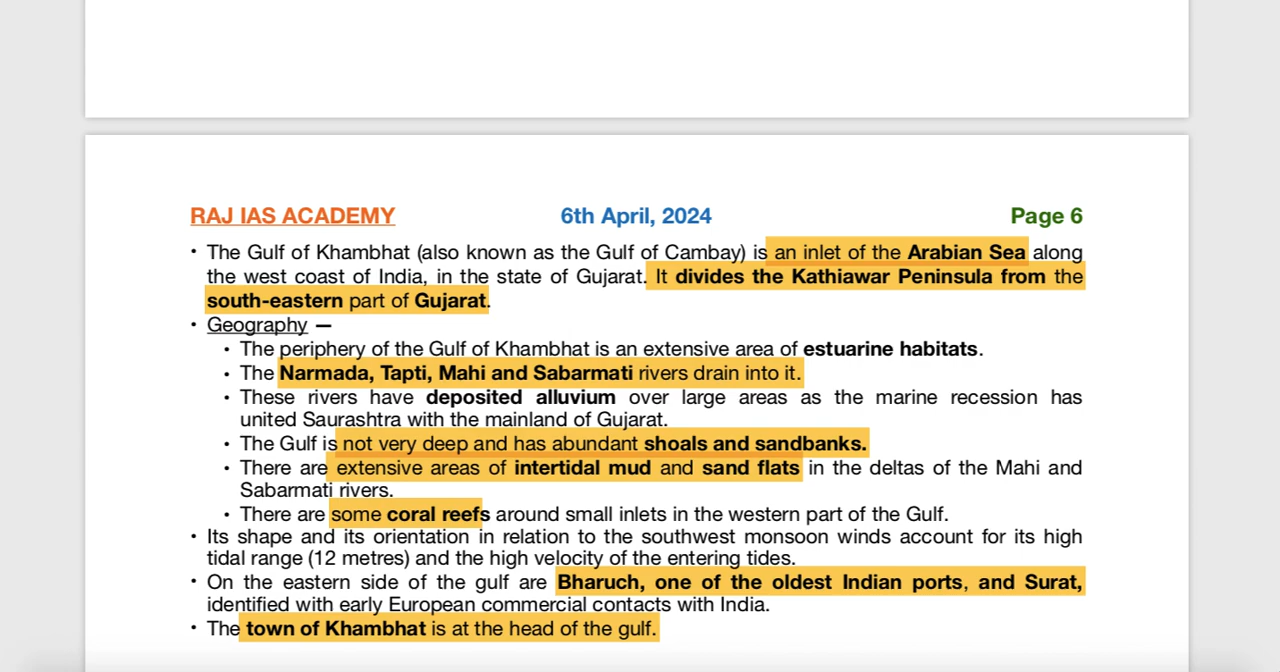 RAJ IAS ACADEMY 6th April, 2024 Page 6
• The Gulf of Khambhat (also known as the Gulf of Cambay) is an inlet of the Arabian Sea along
the west coast of India, in the state of Gujarat. It divides the Kathiawar Peninsula from the
south-eastern part of Gujarat.
• Geography —
• The periphery of the Gulf of Khambhat is an extensive area of estuarine habitats.
• The Narmada, Tapti, Mahi and Sabarmati rivers drain into it.
• These rivers have deposited alluvium over large areas as the marine recession has
united Saurashtra with the mainland of Gujarat.
• The Gulf is not very deep and has abundant shoals and sandbanks.
• There are extensive areas of intertidal mud and sand flats in the deltas of the Mahi and
Sabarmati rivers.
• There are some coral reefs around small inlets in the western part of the Gulf.
• Its shape and its orientation in relation to the southwest monsoon winds account for its high
tidal range (12 metres) and the high velocity of the entering tides.
• On the eastern side of the gulf are Bharuch, one of the oldest Indian ports, and Surat,
identified with early European commercial contacts with India.
• The town of Khambhat is at the head of the gulf.